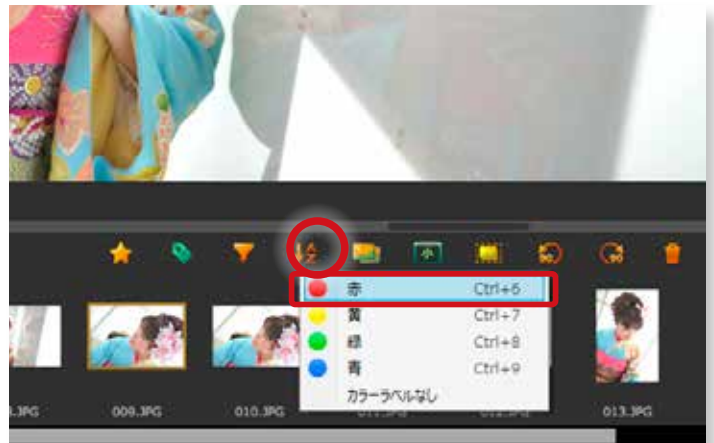 赤 Ctrl+6
黄 Ctrl+7
緑 Ctrl+8
青 Ctrl+9
カラーラベルなし
009.JPG
010.JPG
013.JPG